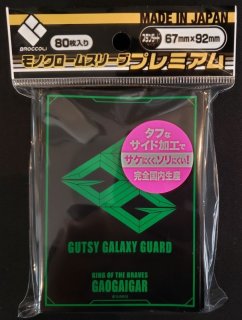 MADE IN JAPAN
BROCCOLI
80枚入り
スタンダード 67mm×92mm
モノクロームスリーブプレミアム
タフな
サイド加工で
サケにくくソリにくい!
完全国内生産
GUTSY GALAXY GUARD
KING OF THE BRAVES
GAOGAIGAR